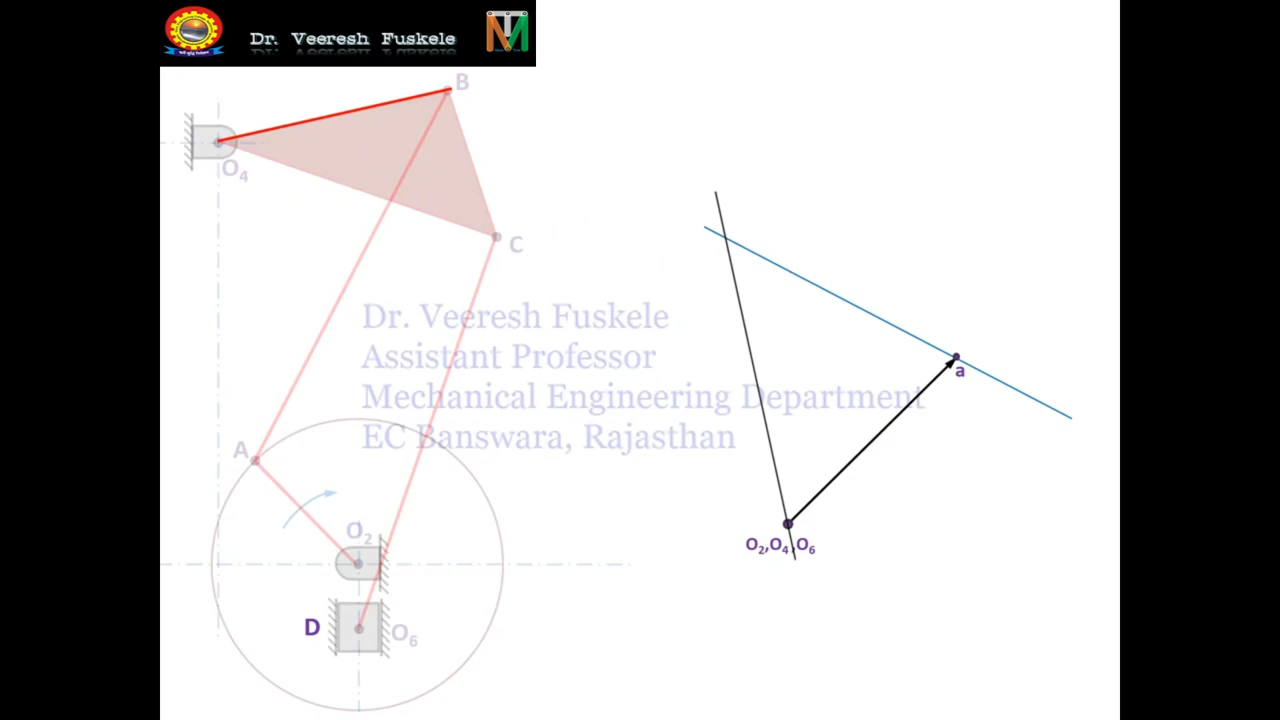 Dr. Veeresh Fuskele
B
O4
C
Dr. Veeresh Fuskele
Assistant Professor
Mechanical Engineering Department
EC Banswara, Rajasthan
a
A
O2
O2,O4,O6
D
O6